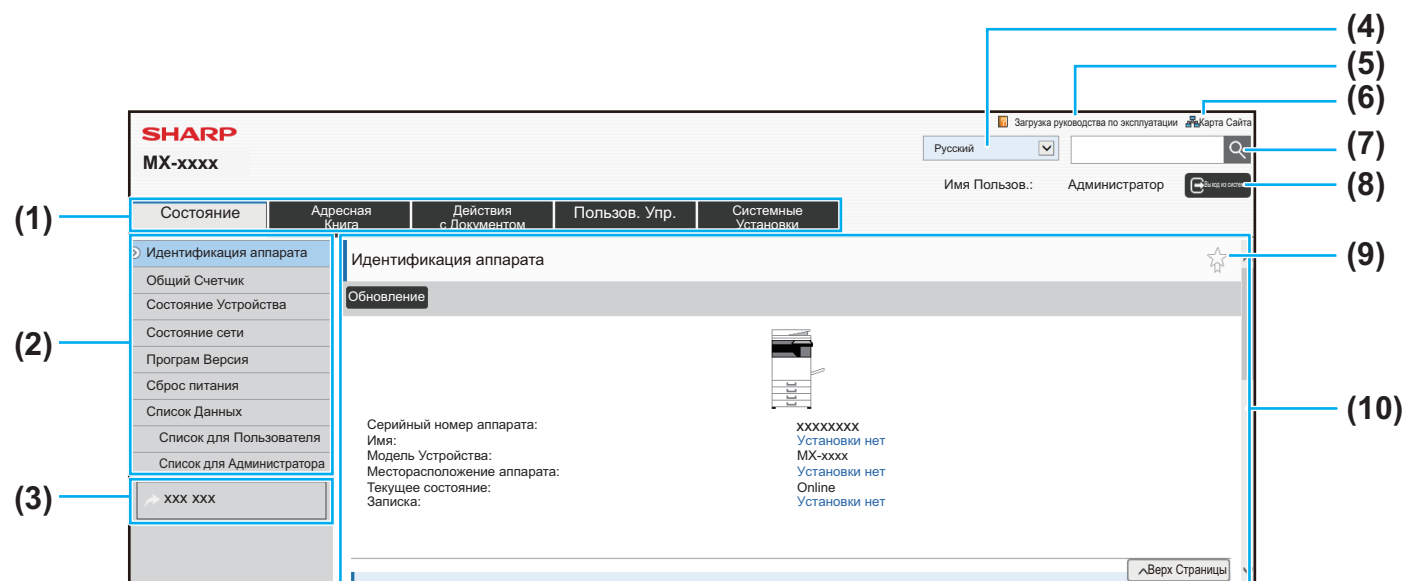 (4)
(5)
(6)
SHARP
Загрузка руководства по эксплуатации Карта Сайта
MX-xxxx
Русский
(7)
Имя Пользов.: Администратор Выход из систем
(8)
(1)
Состояние
Адресная Книга
Действия с Документом
Пользов. Упр.
Системные Установки
(2)
Идентификация аппарата
Общий Счетчик
Состояние Устройства
Состояние сети
Програм Версия
Сброс питания
Список Данных
Список для Пользователя
Список для Администратора
(3)
xxx xxx
Идентификация аппарата
(9)
Обновление
(10)
Серийный номер аппарата: xxxxxxxx
Имя: Установки нет
Модель Устройства: MX-xxxx
Месторасположение аппарата: Установки нет
Текущее состояние: Online
Записка: Установки нет
Верх Страницы